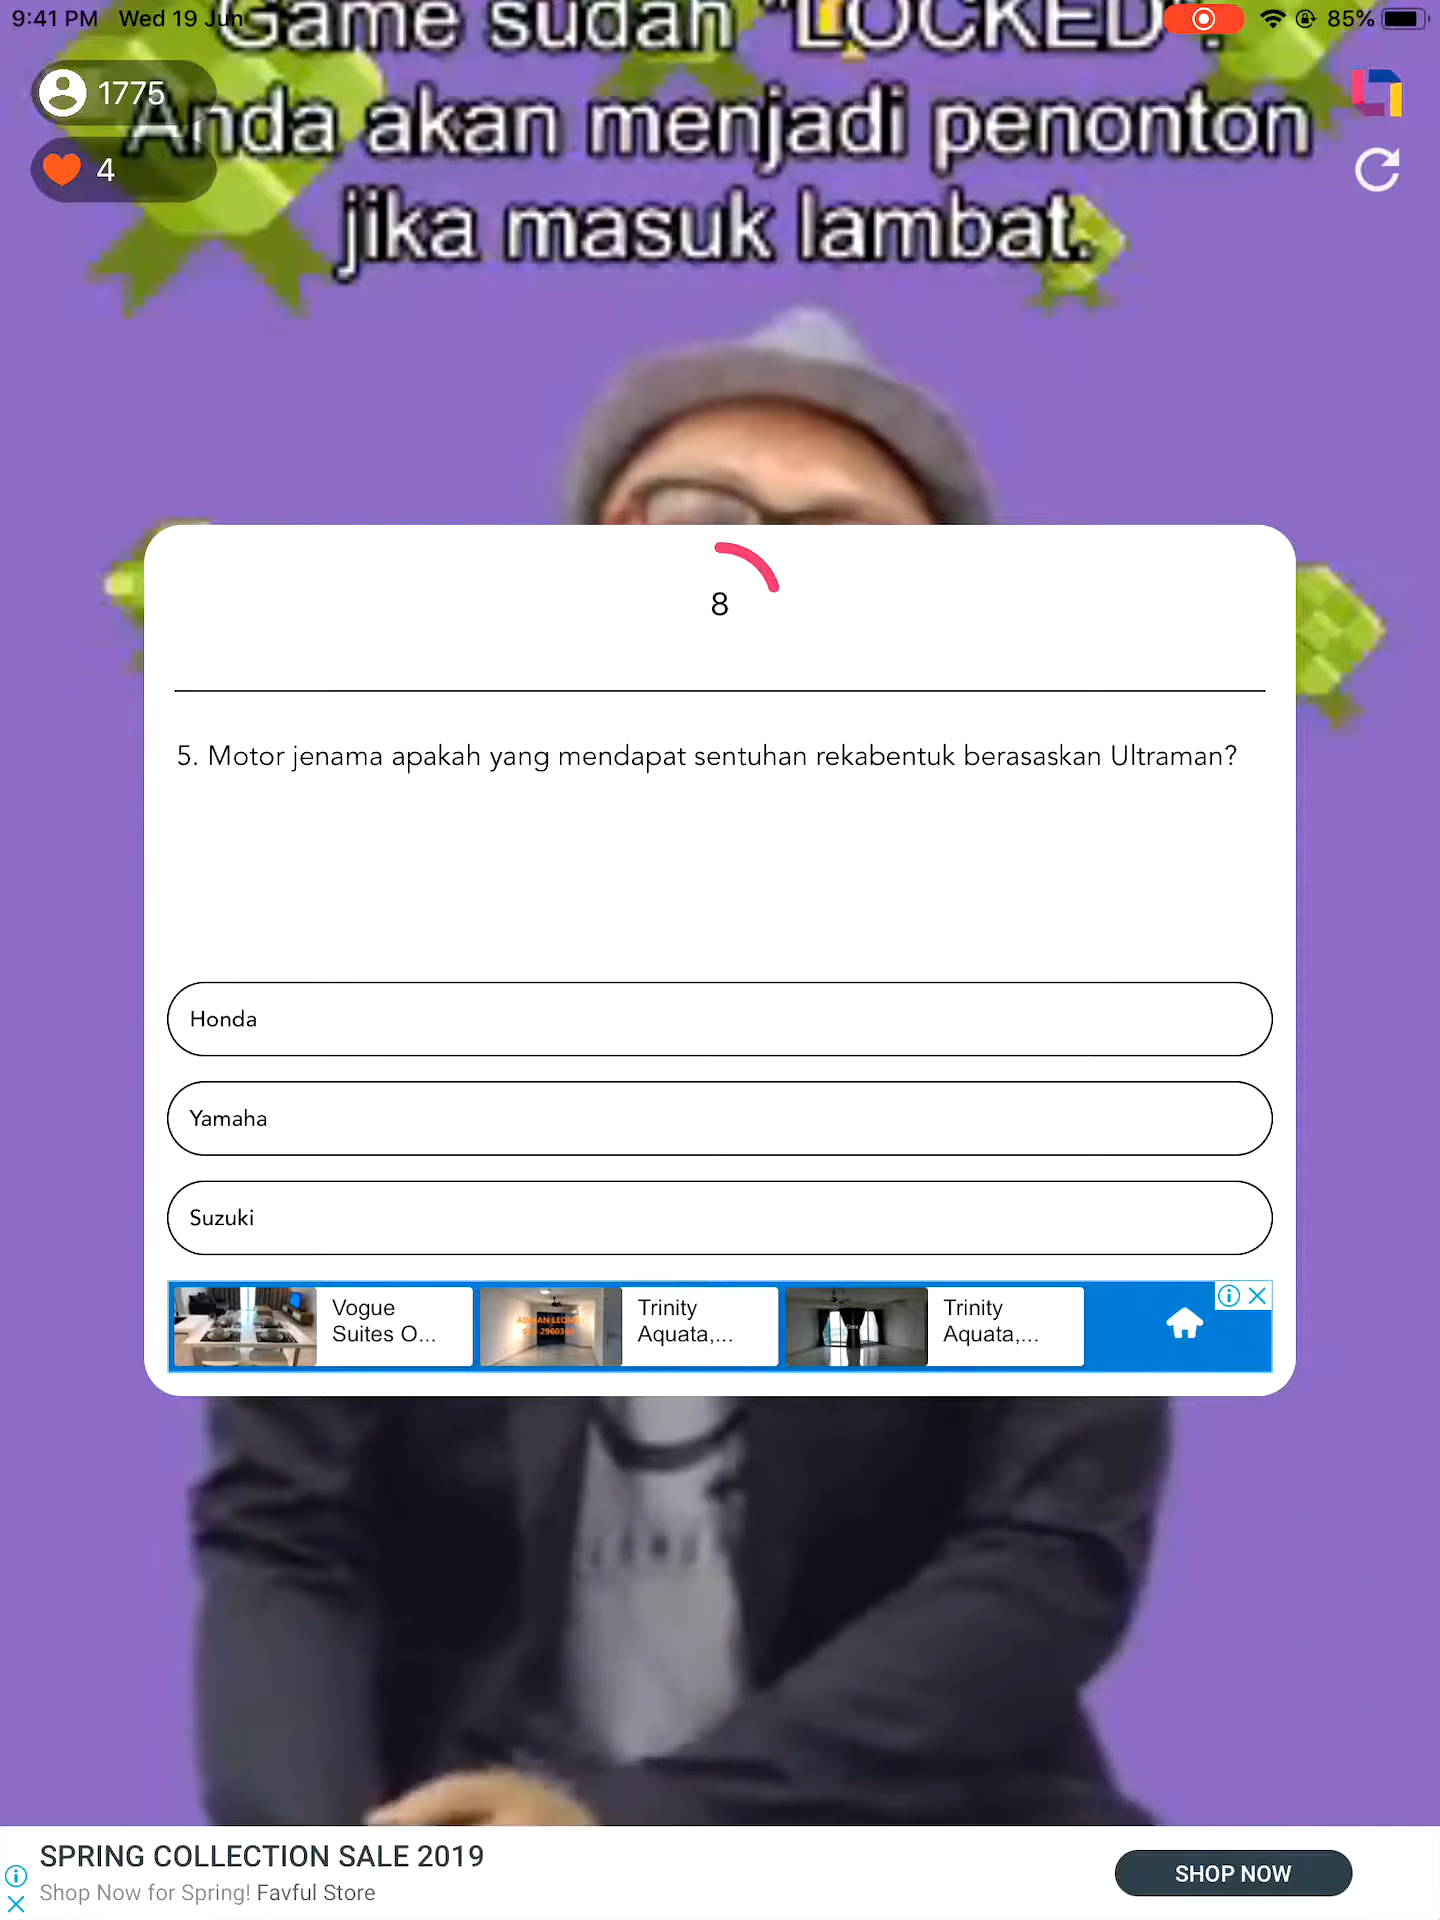 9:41 PM Wed 19 Jun
85%
Game sudah "LOCKED".
Anda akan menjadi penonton
jika masuk lambat.
1775
4
8
5. Motor jenama apakah yang mendapat sentuhan rekabentuk berasaskan Ultraman?
Honda
Yamaha
Suzuki
Vogue
Suites O...
Trinity
Aquata,...
Trinity
Aquata,...
SPRING COLLECTION SALE 2019
Shop Now for Spring! Favful Store
SHOP NOW